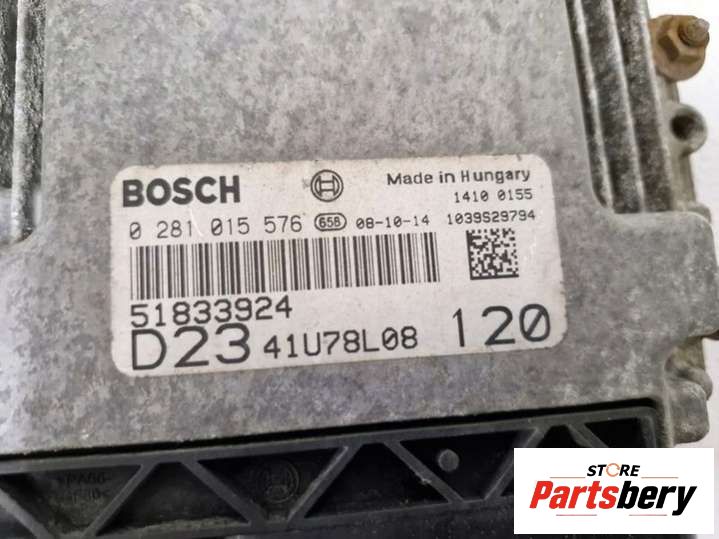 BOSCH
Made in Hungary
1410 0155
0 281 015 576 658 08-10-14 1039S29794
51833924
D23 41U78L08 120
STORE
Partsbery